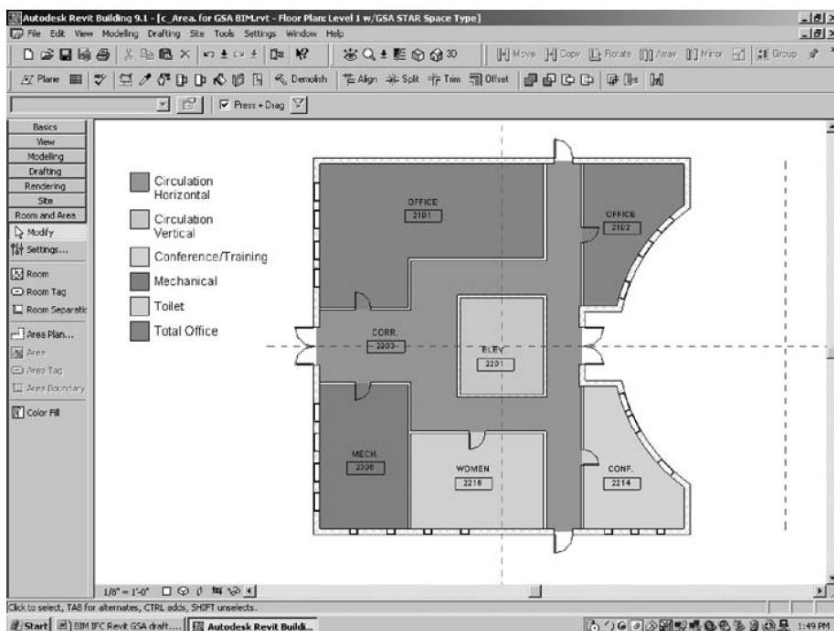 Autodesk Revit Building 9.1 - [c_Area. for GSA BIM.rvt - Floor Plan: Level 1 w/GSA STAR Space Type]
File Edit View Modelling Drafting Site Tools Settings Window Help
3D Move Copy Rotate Array Mirror Group
Plane Demolish Align Split Trim Offset
Press + Drag
Basics
View
Modelling
Drafting
Rendering
Site
Room and Area
Modify
Settings...
Room
Room Tag
Room Separatio
Area Plan...
Area
Area Tag
Area Boundary
Color Fill
Circulation
Horizontal
Circulation
Vertical
Conference/Training
Mechanical
Toilet
Total Office
OFFICE
2101
OFFICE
2102
CORR.
ELEV.
2201
MECH.
WOMEN
2216
CONF.
2214
1/8" = 1'-0"
Click to select, TAB for alternates, CTRL adds, SHIFT unselects.
Start BIM IFC Revit GSA draft.... Autodesk Revit Buildi... 1:49 PM